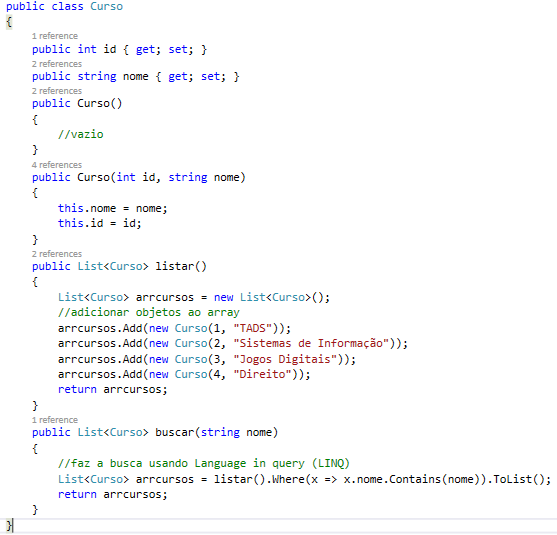 public class Curso
{
1 reference
public int id { get; set; }
2 references
public string nome { get; set; }
2 references
public Curso()
{
//vazio
}
4 references
public Curso(int id, string nome)
{
this.nome = nome;
this.id = id;
}
2 references
public List<Curso> listar()
{
List<Curso> arrcursos = new List<Curso>();
//adicionar objetos ao array
arrcursos.Add(new Curso(1, "TADS"));
arrcursos.Add(new Curso(2, "Sistemas de Informação"));
arrcursos.Add(new Curso(3, "Jogos Digitais"));
arrcursos.Add(new Curso(4, "Direito"));
return arrcursos;
}
1 reference
public List<Curso> buscar(string nome)
{
//faz a busca usando Language in query (LINQ)
List<Curso> arrcursos = listar().Where(x => x.nome.Contains(nome)).ToList();
return arrcursos;
}
}